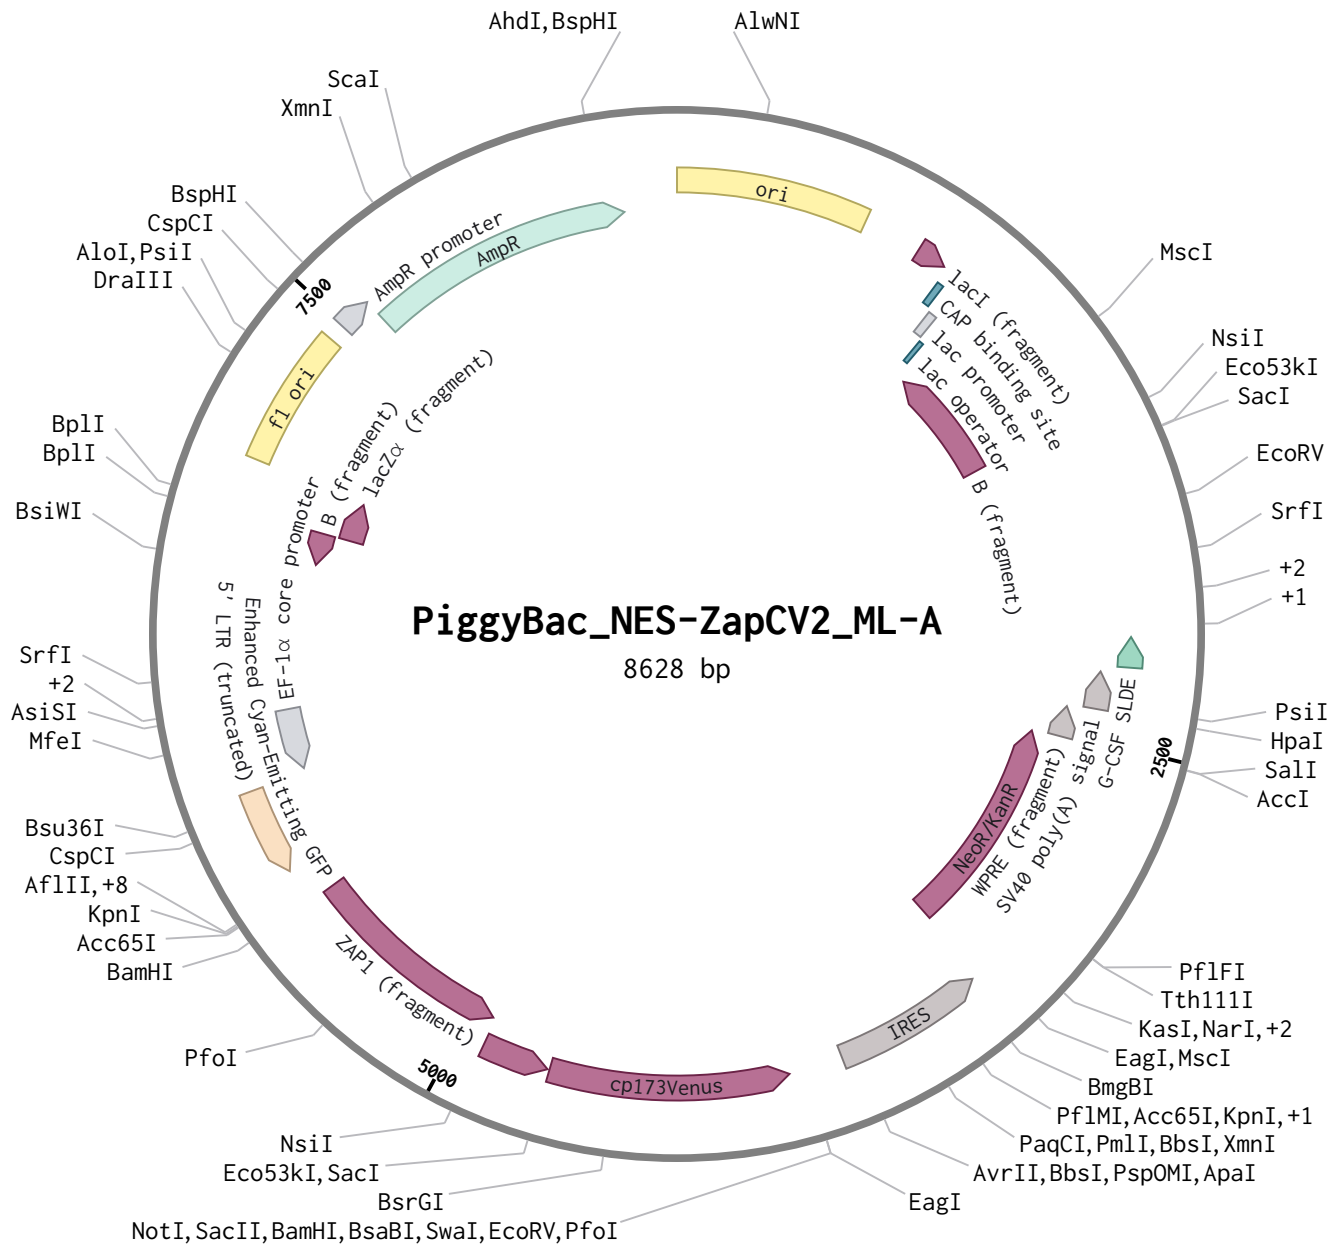 AhdI,BspHI
AlwNI
ScaI
XmnI
BspHI
CspCI
AloI,PsiI
DraIII
7500
BplI
BplI
BsiWI
SrfI
+2
AsiSI
MfeI
Bsu36I
CspCI
AflII,+8
KpnI
Acc65I
BamHI
PfoI
5000
NsiI
Eco53kI,SacI
BsrGI
NotI,SacII,BamHI,BsaBI,SwaI,EcoRV,PfoI
MscI
NsiI
Eco53kI
SacI
EcoRV
SrfI
+2
+1
PsiI
HpaI
2500
SalI
AccI
PflFI
Tth111I
KasI,NarI,+2
EagI,MscI
BmgBI
PflMI,Acc65I,KpnI,+1
PaqCI,PmlI,BbsI,XmnI
AvrII,BbsI,PspOMI,ApaI
EagI
ori
lacI (fragment)
CAP binding site
lac promoter
lac operator
B (fragment)
G-CSF SLDE
SV40 poly(A) signal
WPRE (fragment)
NeoR/KanR
IRES
cp173Venus
ZAP1 (fragment)
Enhanced Cyan-Emitting GFP
5' LTR (truncated)
EF-1α core promoter
B (fragment)
lacZα (fragment)
f1 ori
AmpR promoter
AmpR
PiggyBac_NES-ZapCV2_ML-A
8628 bp